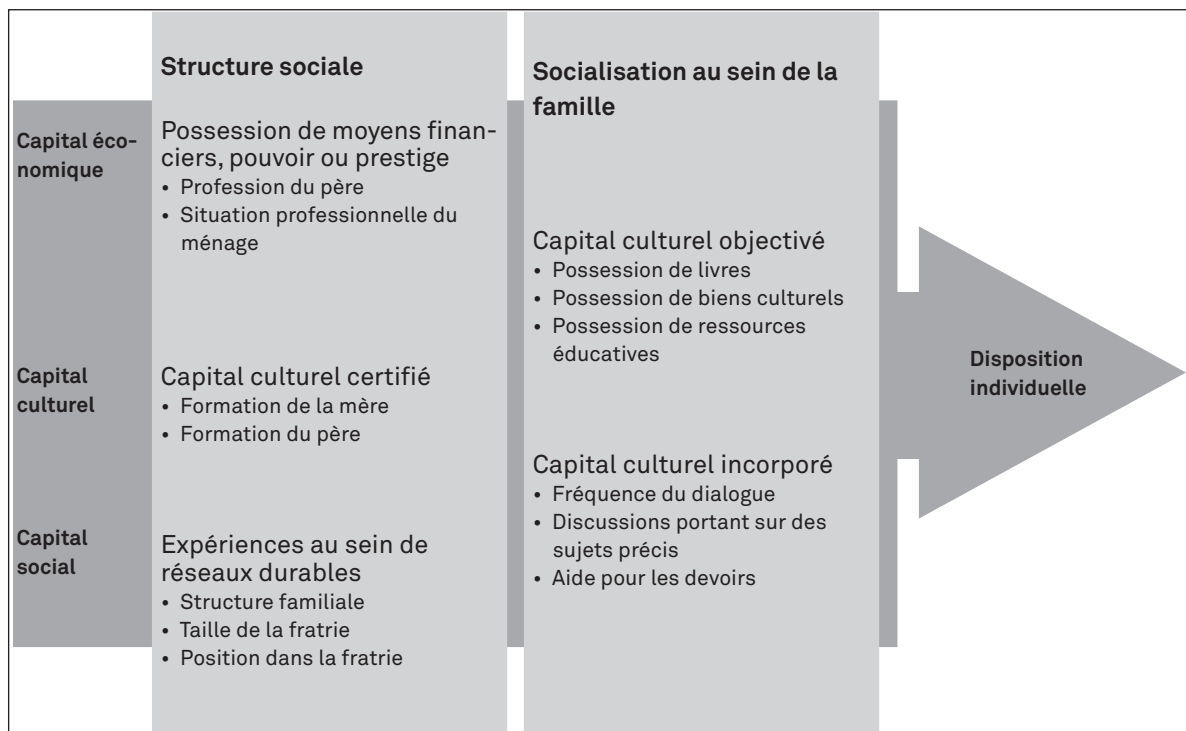 Capital éco-
nomique
Capital
culturel
Capital
social
Structure sociale
Possession de moyens finan-
ciers, pouvoir ou prestige
• Profession du père
• Situation professionnelle du
ménage
Capital culturel certifié
• Formation de la mère
• Formation du père
Expériences au sein de
réseaux durables
• Structure familiale
• Taille de la fratrie
• Position dans la fratrie
Socialisation au sein de la
famille
Capital culturel objectivé
• Possession de livres
• Possession de biens culturels
• Possession de ressources
éducatives
Capital culturel incorporé
• Fréquence du dialogue
• Discussions portant sur des
sujets précis
• Aide pour les devoirs
Disposition
individuelle